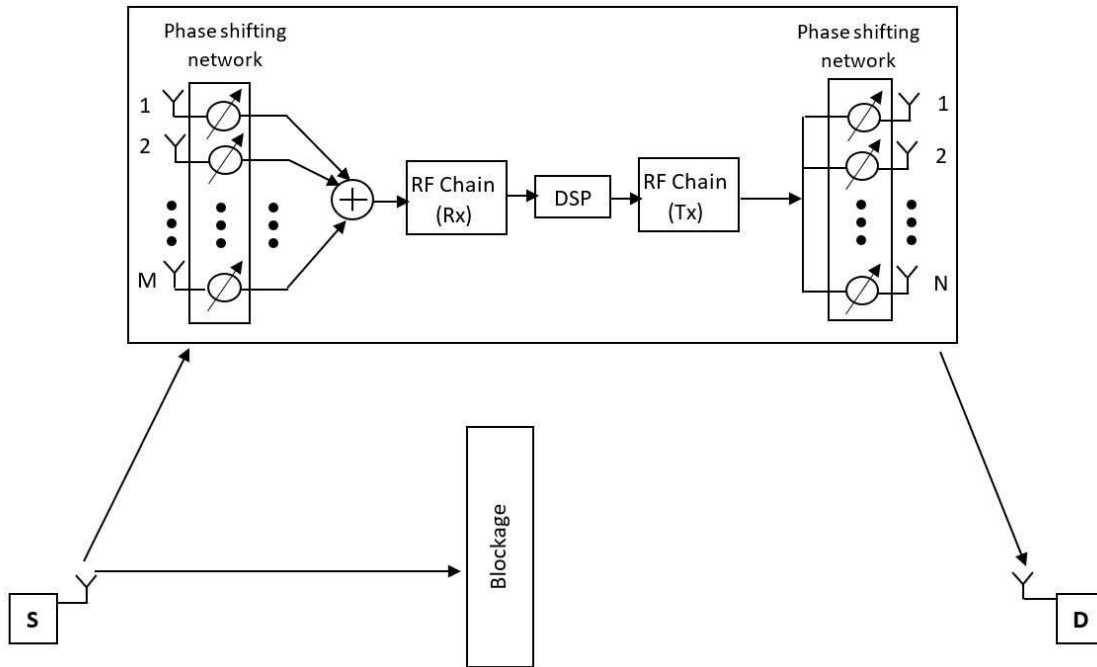 Phase shifting
network
Phase shifting
network
1
1
2
2
RF Chain
(Rx)
DSP
RF Chain
(Tx)
M
N
Blockage
S
D